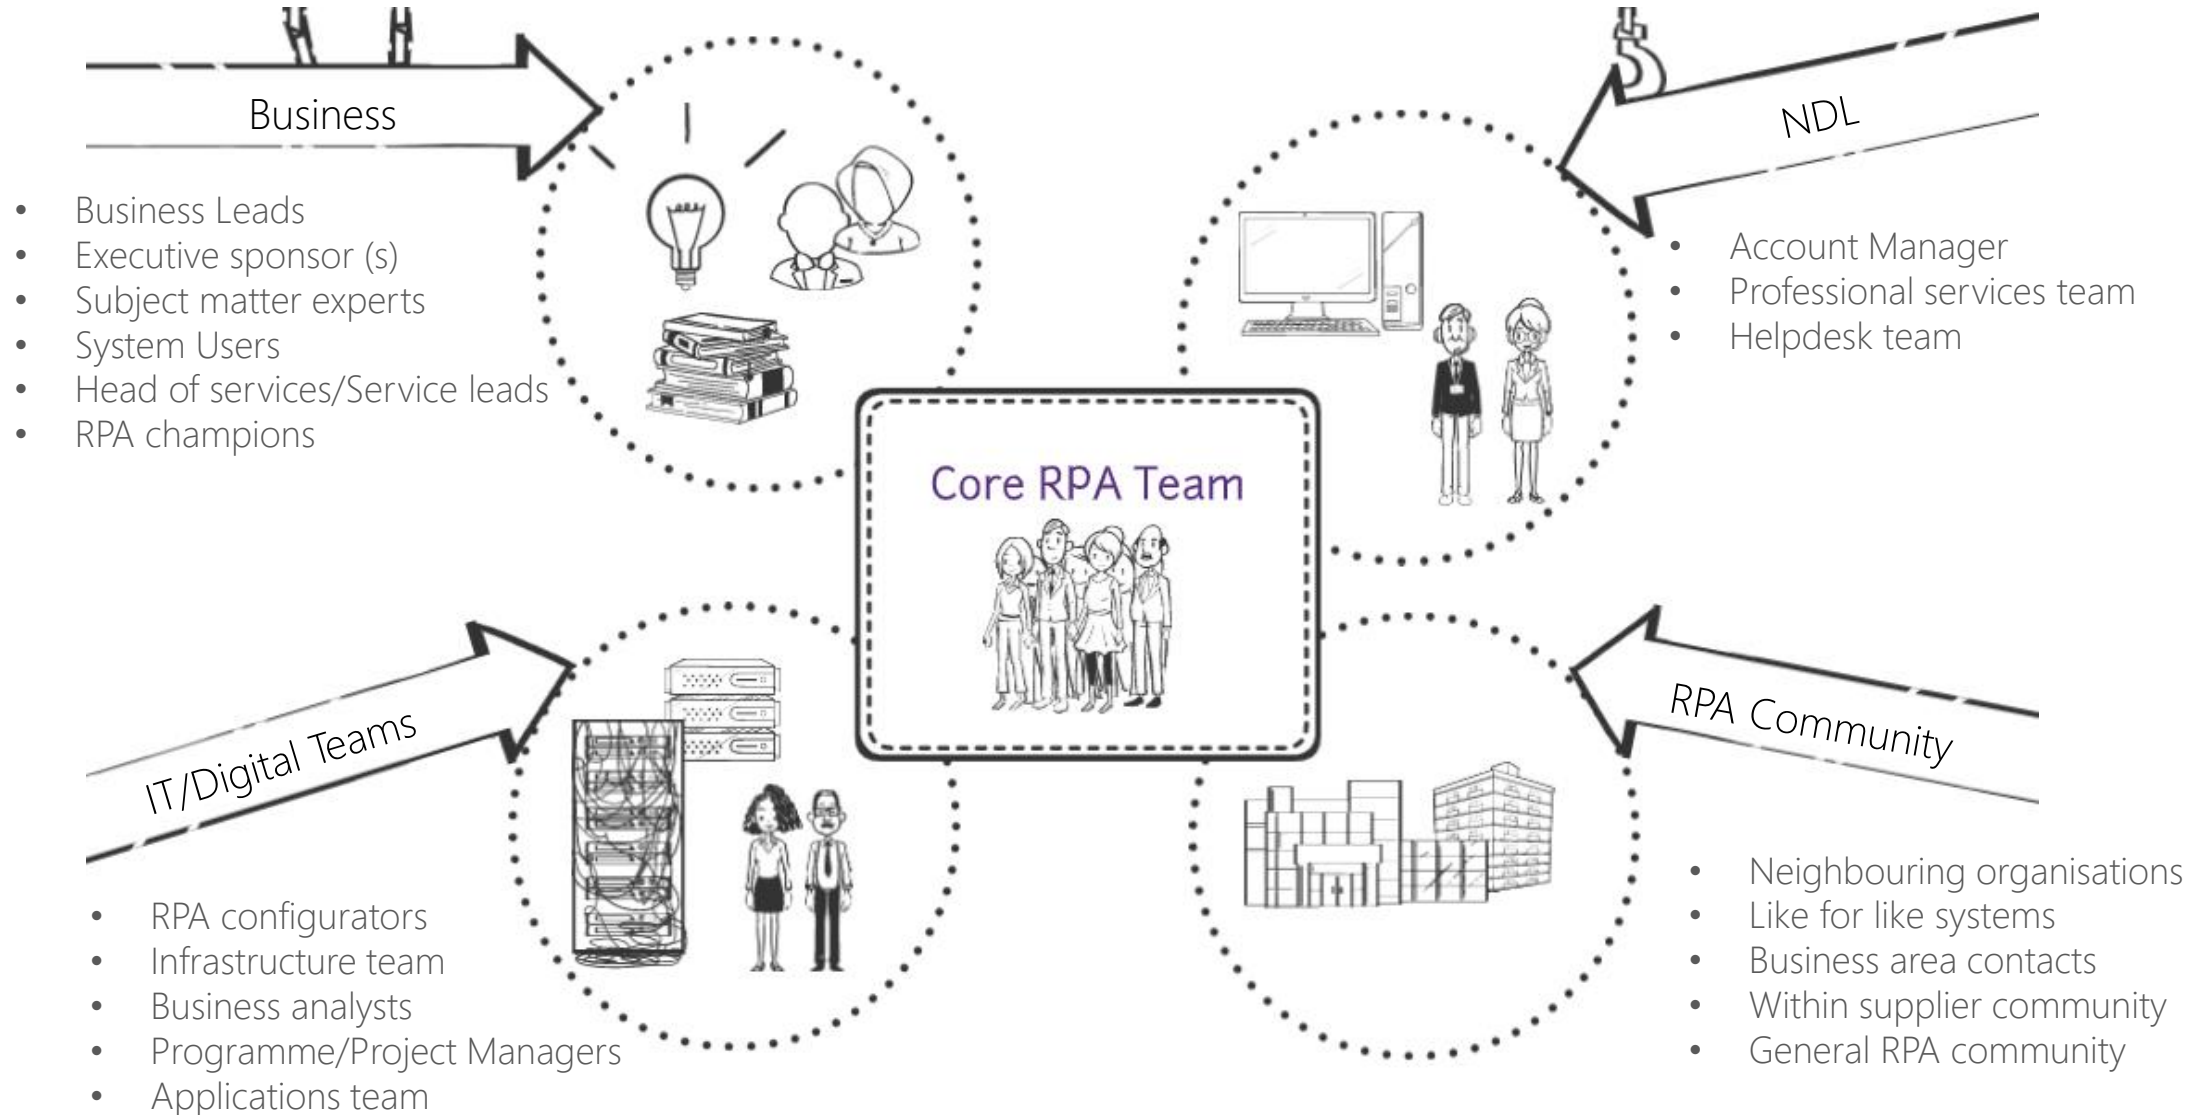 Business
Business Leads
Executive sponsor (s)
Subject matter experts
System Users
Head of services/Service leads
RPA champions
NDL
Account Manager
Professional services team
Helpdesk team
Core RPA Team
IT/Digital Teams
RPA configurators
Infrastructure team
Business analysts
Programme/Project Managers
Applications team
RPA Community
Neighbouring organisations
Like for like systems
Business area contacts
Within supplier community
General RPA community